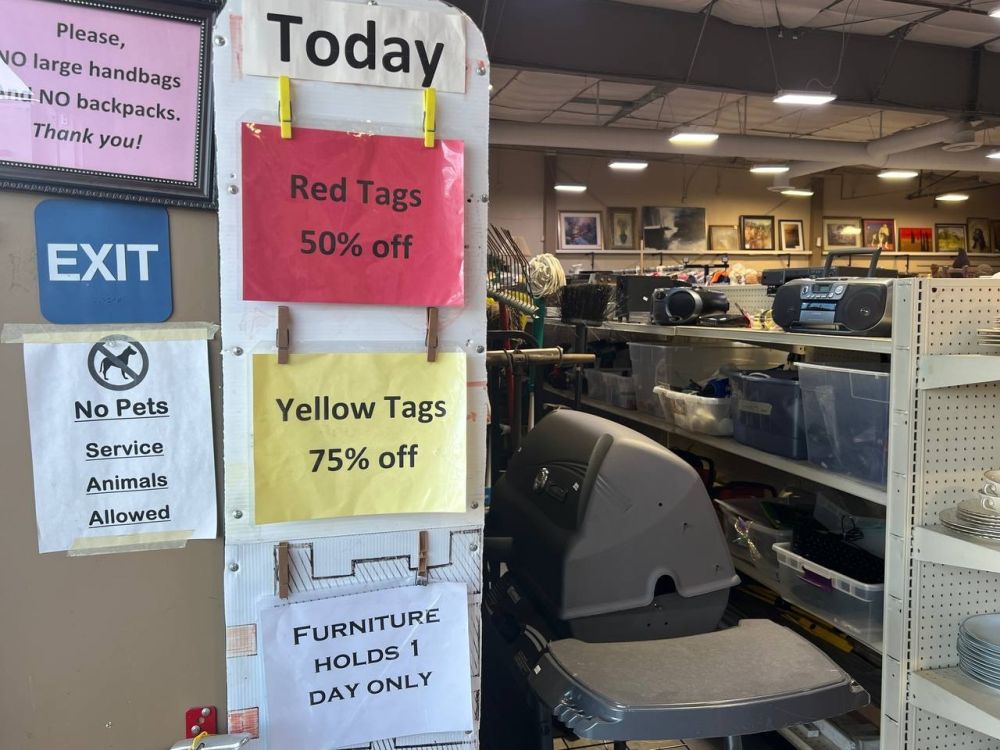 Please,
NO large handbags
and NO backpacks.
Thank you!
EXIT
No Pets
Service
Animals
Allowed
Today
Red Tags
50% off
Yellow Tags
75% off
FURNITURE
HOLDS 1
DAY ONLY